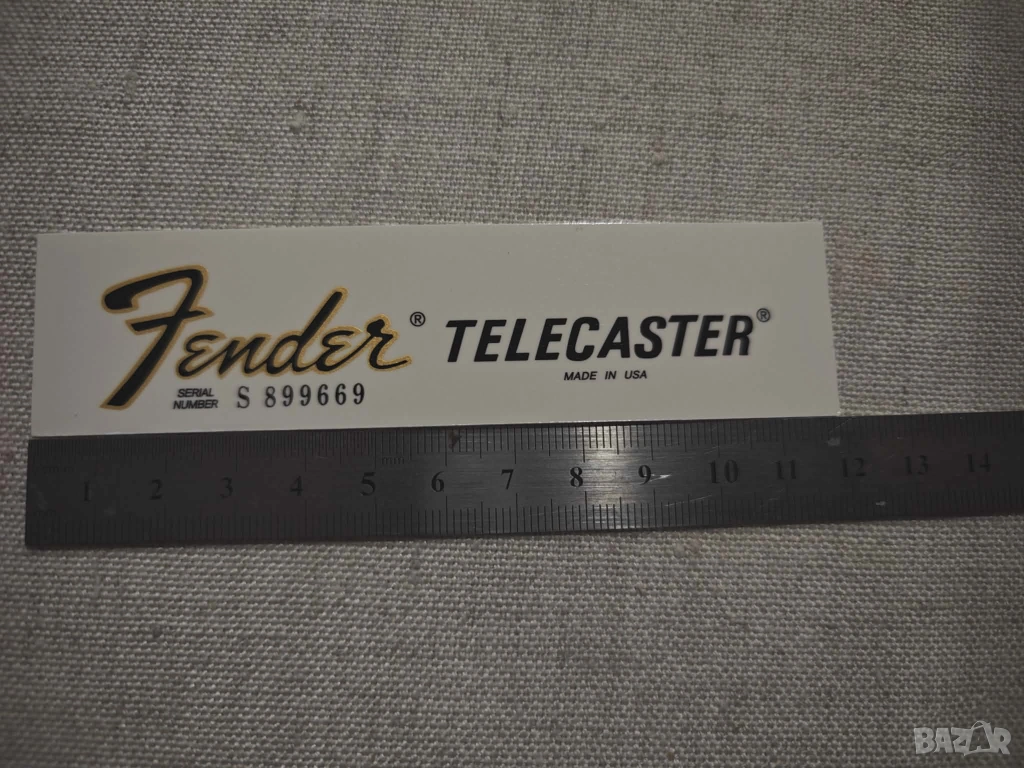 Fender® TELECASTER®
MADE IN USA
SERIAL
NUMBER S 899669
1 2 3 4 5 6 7 8 9 10 11 12 13 14
BAZAR